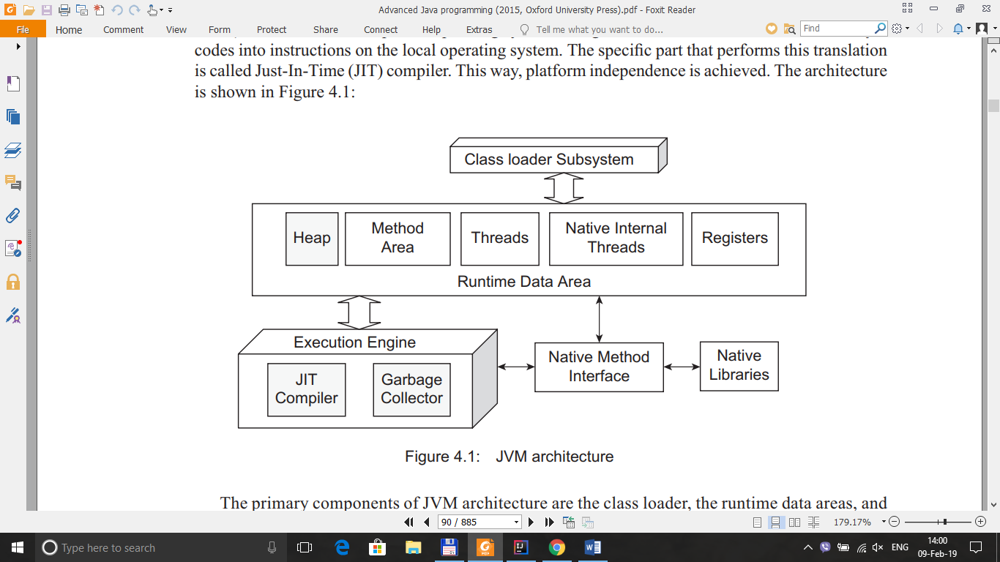 Advanced Java programming (2015, Oxford University Press).pdf - Foxit Reader
File Home Comment View Form Protect Share Connect Help Extras Tell me what you want to do... Find
codes into instructions on the local operating system. The specific part that performs this translation
is called Just-In-Time (JIT) compiler. This way, platform independence is achieved. The architecture
is shown in Figure 4.1:
Class loader Subsystem
Heap
Method
Area
Threads
Native Internal
Threads
Registers
Runtime Data Area
Execution Engine
JIT
Compiler
Garbage
Collector
Native Method
Interface
Native
Libraries
Figure 4.1: JVM architecture
The primary components of JVM architecture are the class loader, the runtime data areas, and
90 / 885
179.17%
Type here to search
ENG
14:00
09-Feb-19